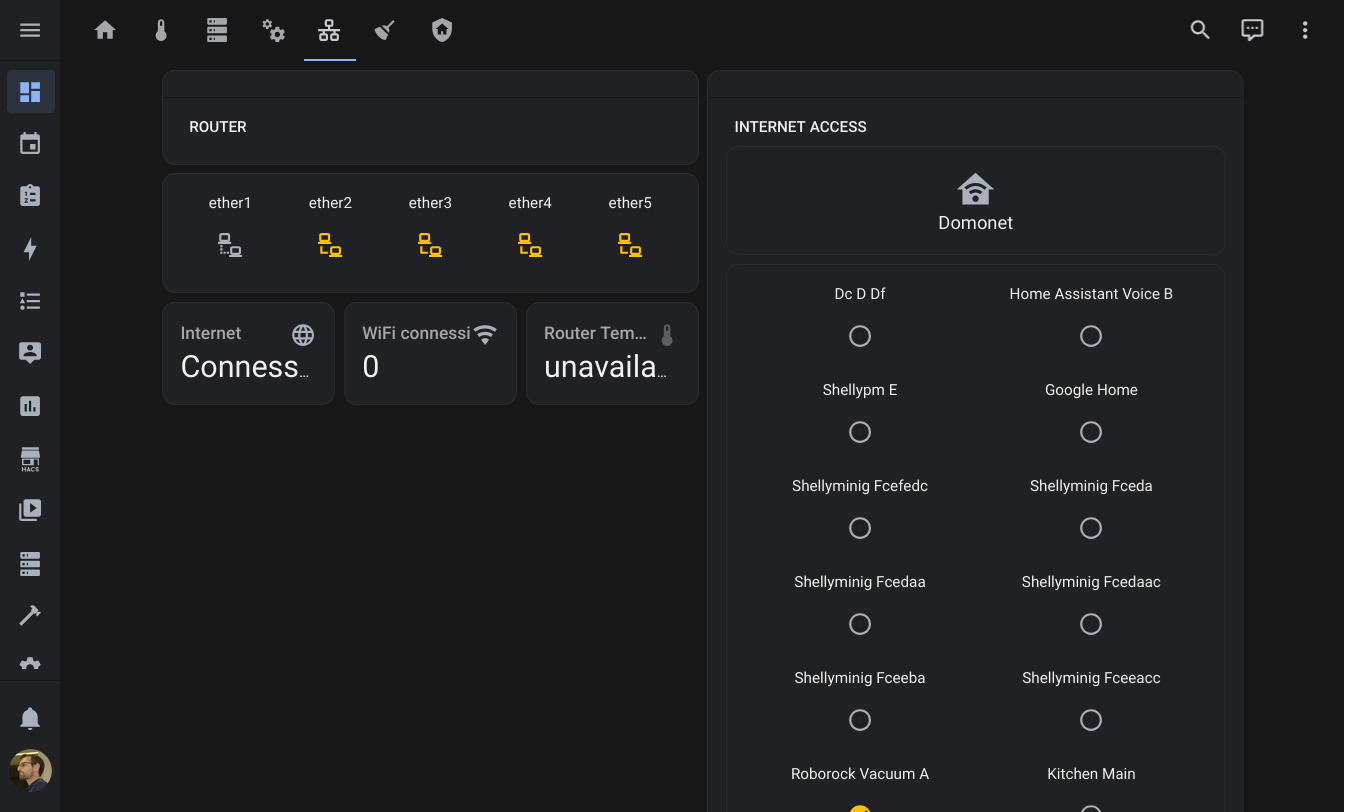 HACS
ROUTER
ether1 ether2 ether3 ether4 ether5
Internet
Conness...
WiFi connessi
0
Router Tem...
unavaila...
INTERNET ACCESS
Domonet
Dc D Df Home Assistant Voice B
Shellypm E Google Home
Shellyminig Fcefedc Shellyminig Fceda
Shellyminig Fcedaa Shellyminig Fcedaac
Shellyminig Fceeba Shellyminig Fceeacc
Roborock Vacuum A Kitchen Main